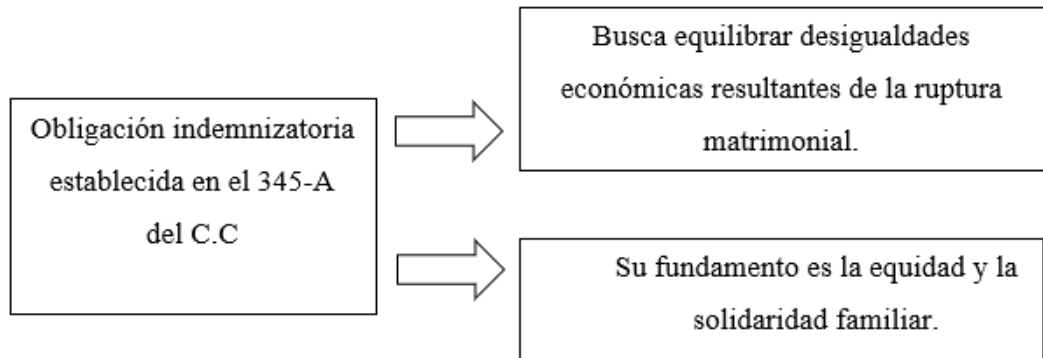 Obligación indemnizatoria
establecida en el 345-A
del C.C
Busca equilibrar desigualdades
económicas resultantes de la ruptura
matrimonial.
Su fundamento es la equidad y la
solidaridad familiar.